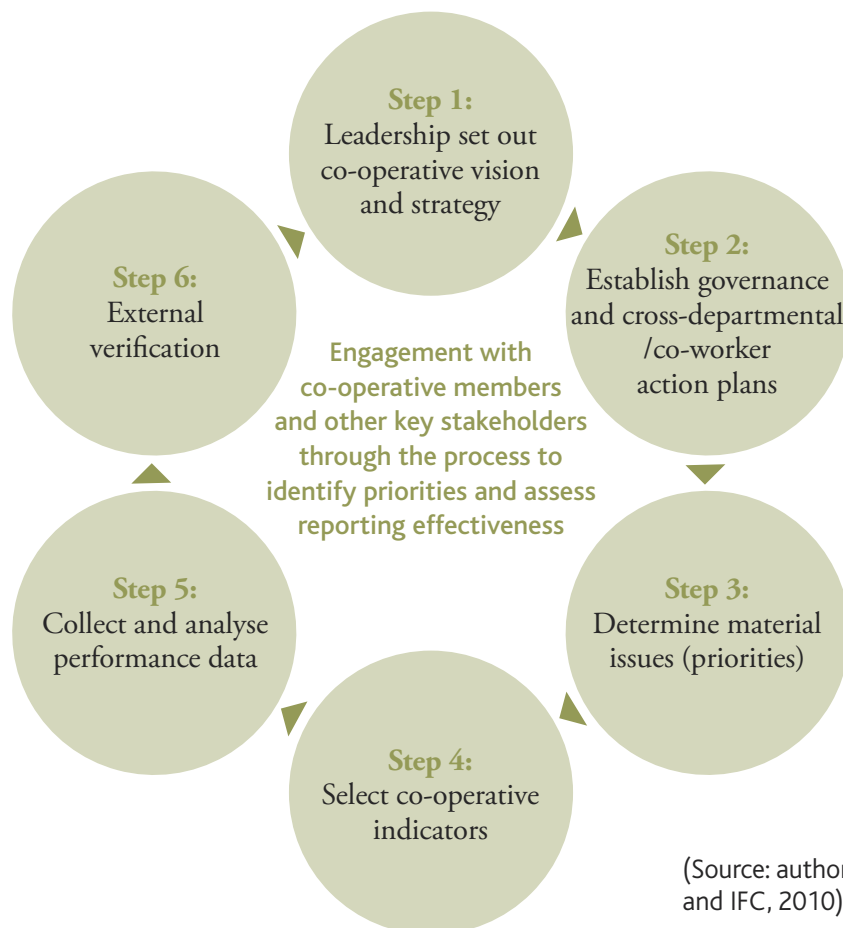 Step 1:
Leadership set out
co-operative vision
and strategy
Step 2:
Establish governance
and cross-departmental
/co-worker
action plans
Step 3:
Determine material
issues (priorities)
Step 4:
Select co-operative
indicators
Step 5:
Collect and analyse
performance data
Step 6:
External
verification
Engagement with
co-operative members
and other key stakeholders
through the process to
identify priorities and assess
reporting effectiveness
(Source: author
and IFC, 2010)